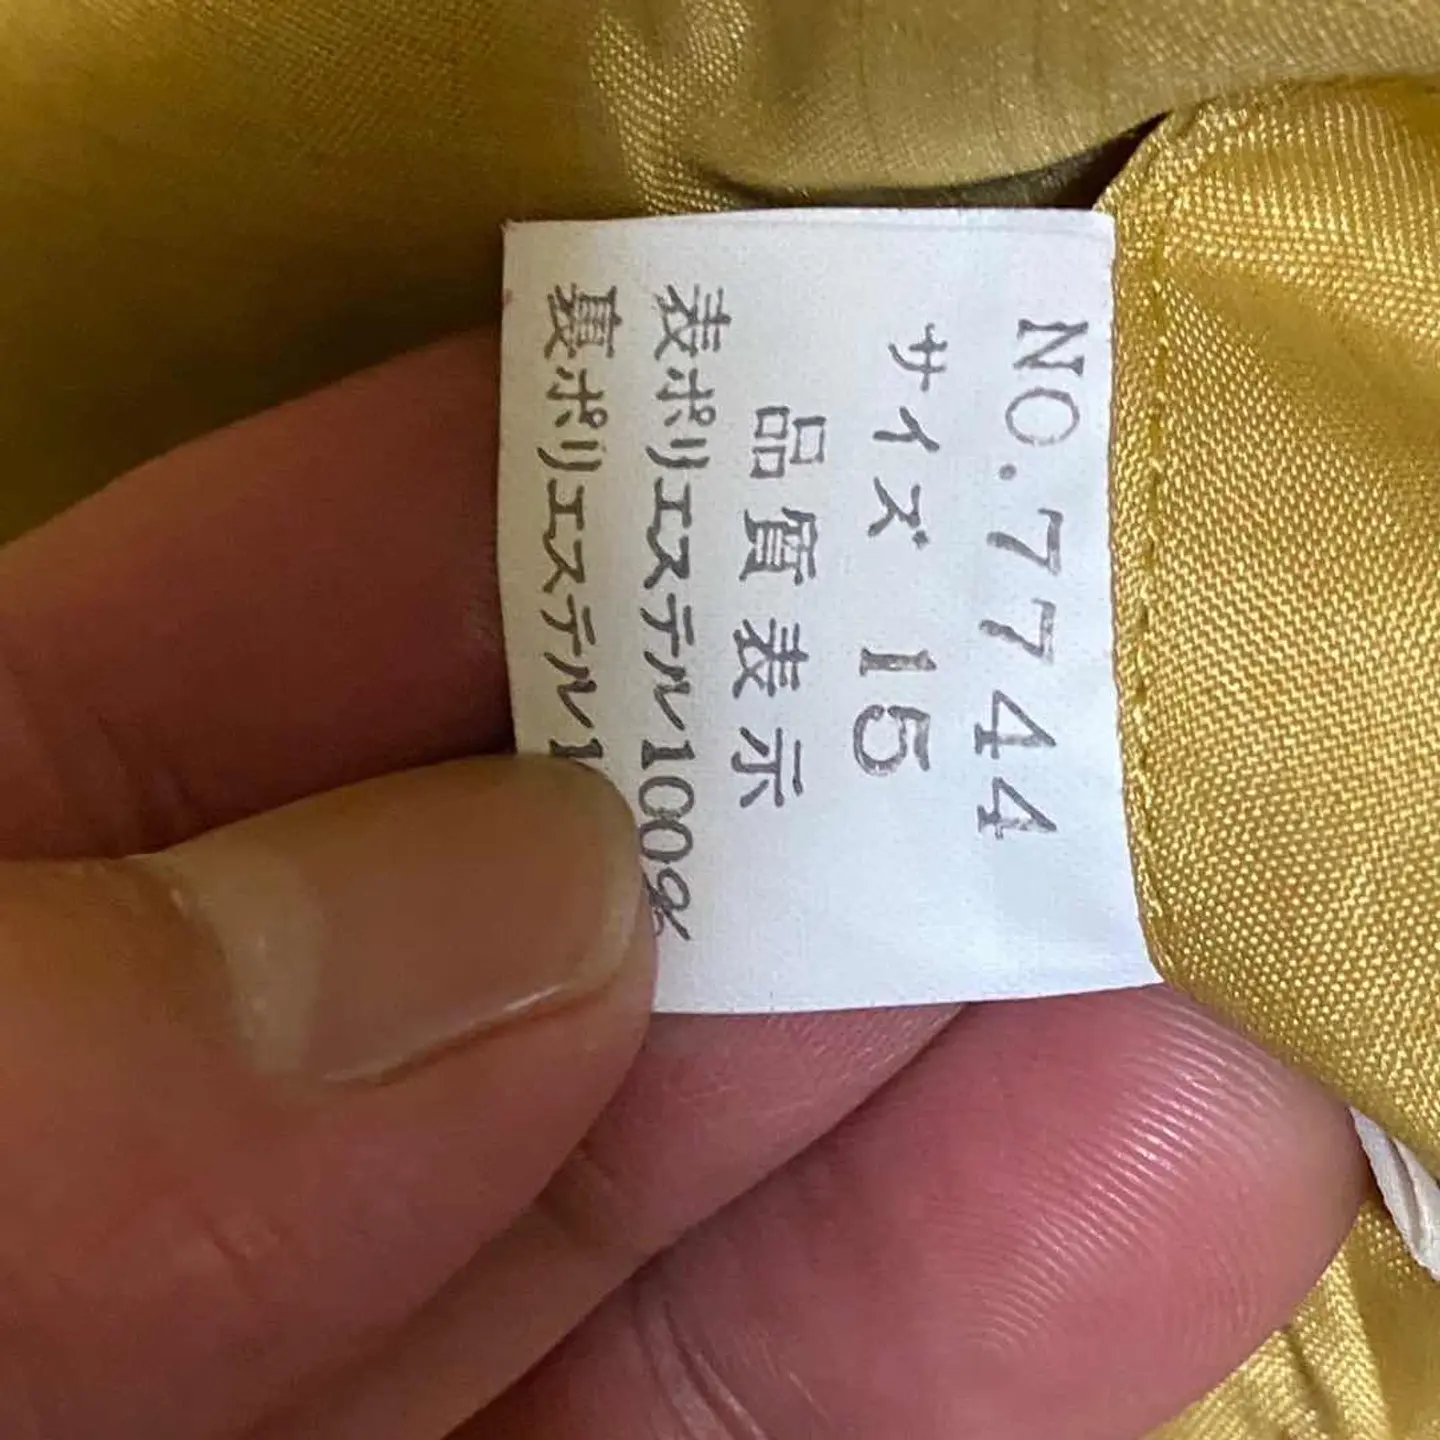 NO.7744
サイズ 15
品質表示
表ポリエステル100%
裏ポリエステル1